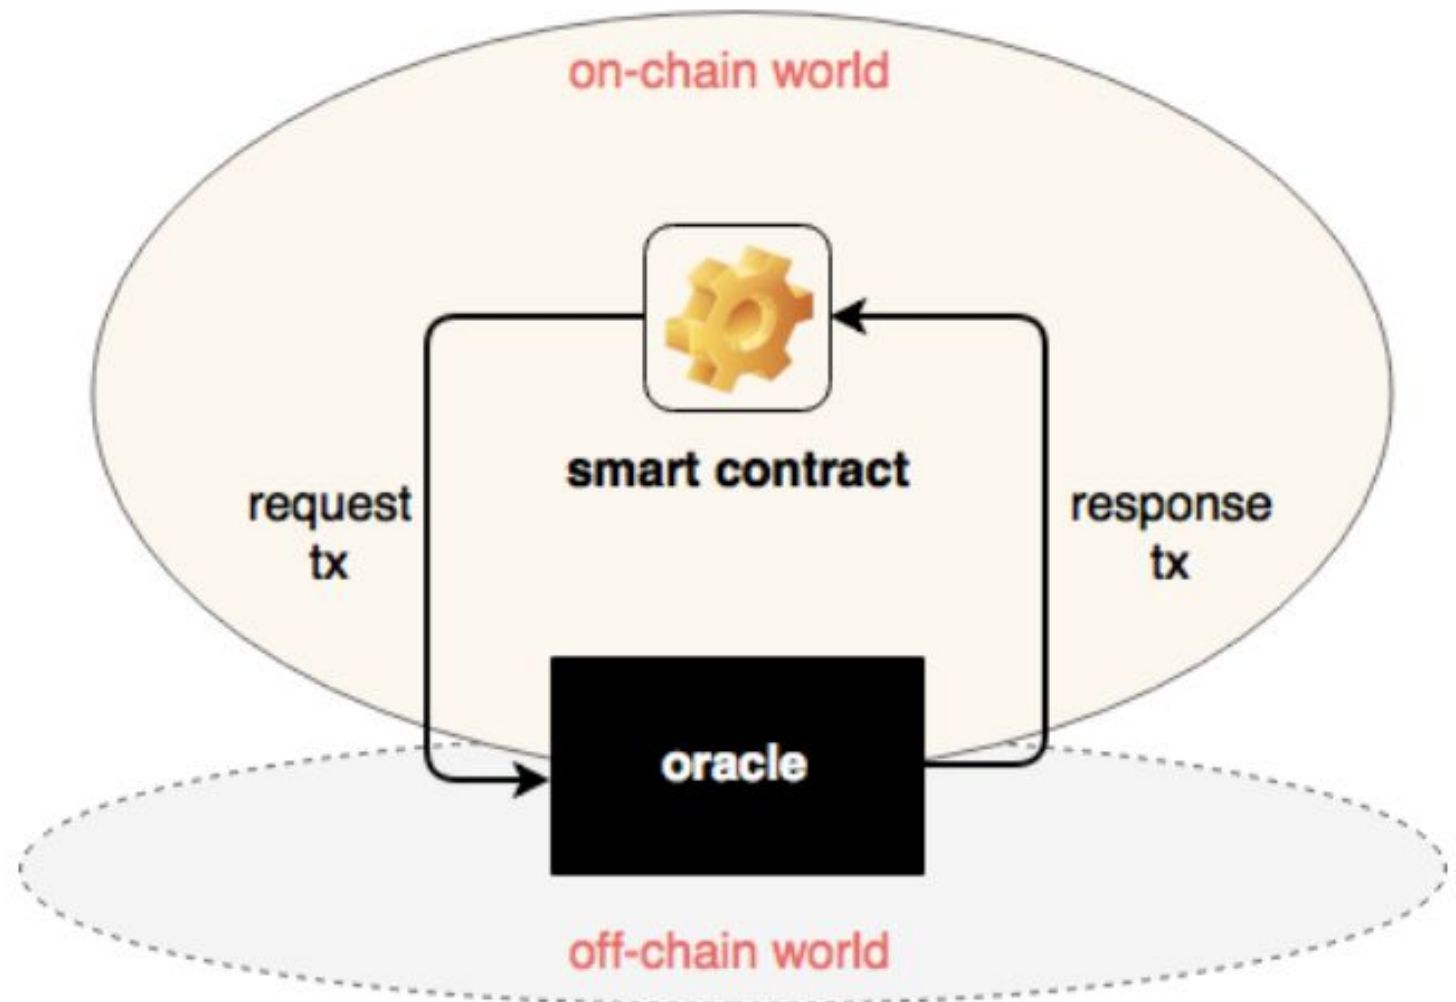 on-chain world
smart contract
request
tx
response
tx
oracle
off-chain world